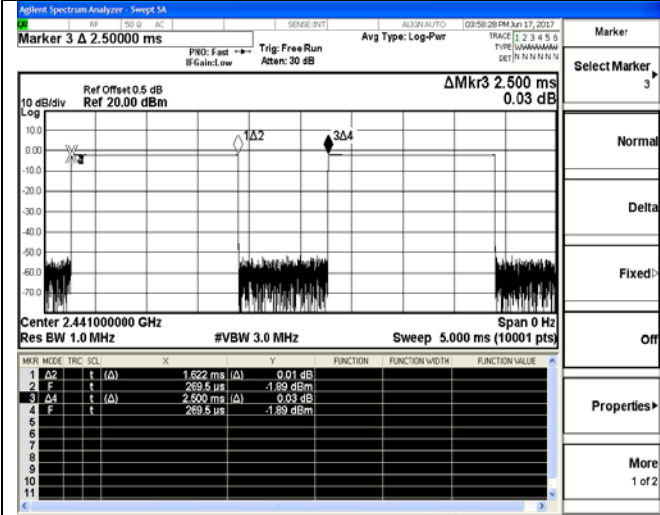 Agilent Spectrum Analyzer - Swept SA
RF 50 Ω AC SENSE:INT ALIGN AUTO 03:58:28 PM Jun 17, 2017
Marker 3 Δ 2.50000 ms
PNO: Fast
IFGain:Low
Trig: Free Run
Atten: 30 dB
Avg Type: Log-Pwr
TRACE 1 2 3 4 5 6
TYPE
DET N N N N N N
Ref Offset 0.5 dB
Ref 20.00 dBm
10 dB/div
Log
ΔMkr3 2.500 ms
0.03 dB
10.0
0.00
-10.0
-20.0
-30.0
-40.0
-50.0
-60.0
-70.0
1Δ2
3Δ4
Center 2.441000000 GHz Span 0 Hz
Res BW 1.0 MHz #VBW 3.0 MHz Sweep 5.000 ms (10001 pts)
MKR MODE TRC SCL X Y FUNCTION FUNCTION WIDTH FUNCTION VALUE
1 Δ2 t (Δ) 1.622 ms (Δ) 0.01 dB
2 F t 269.5 µs -1.89 dBm
3 Δ4 t (Δ) 2.500 ms (Δ) 0.03 dB
4 F t 269.5 µs -1.89 dBm
5
6
7
8
9
10
11
Marker
Select Marker
3
Normal
Delta
Fixed
Off
Properties
More
1 of 2